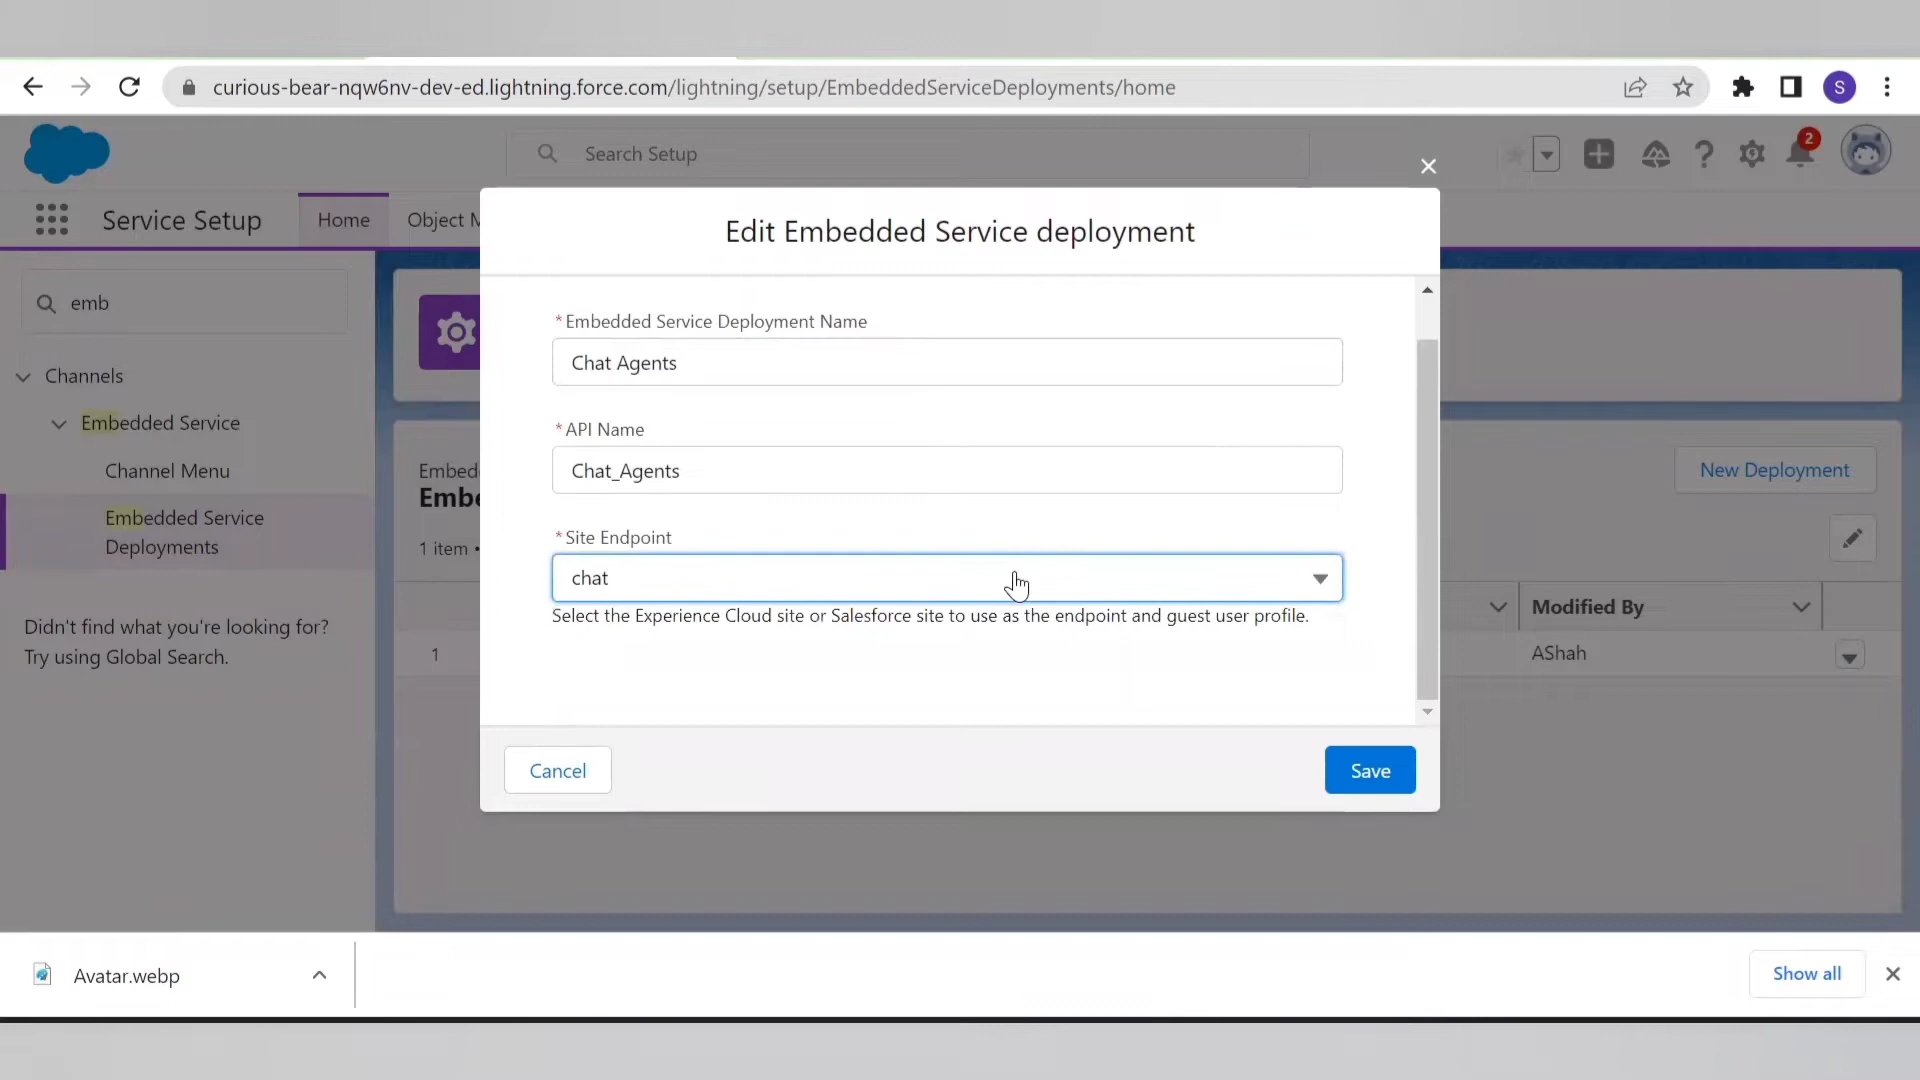 curious-bear-nqw6nv-dev-ed.lightning.force.com/lightning/setup/EmbeddedServiceDeployments/home
S
Search Setup
2
Service Setup
Home
Object M
Edit Embedded Service deployment
emb
Channels
Embedded Service
Channel Menu
Embedded Service
Deployments
Didn't find what you're looking for?
Try using Global Search.
Embed
Embe
1 item •
1
*Embedded Service Deployment Name
Chat Agents
*API Name
Chat_Agents
*Site Endpoint
chat
Select the Experience Cloud site or Salesforce site to use as the endpoint and guest user profile.
Cancel
Save
New Deployment
Modified By
AShah
Avatar.webp
Show all